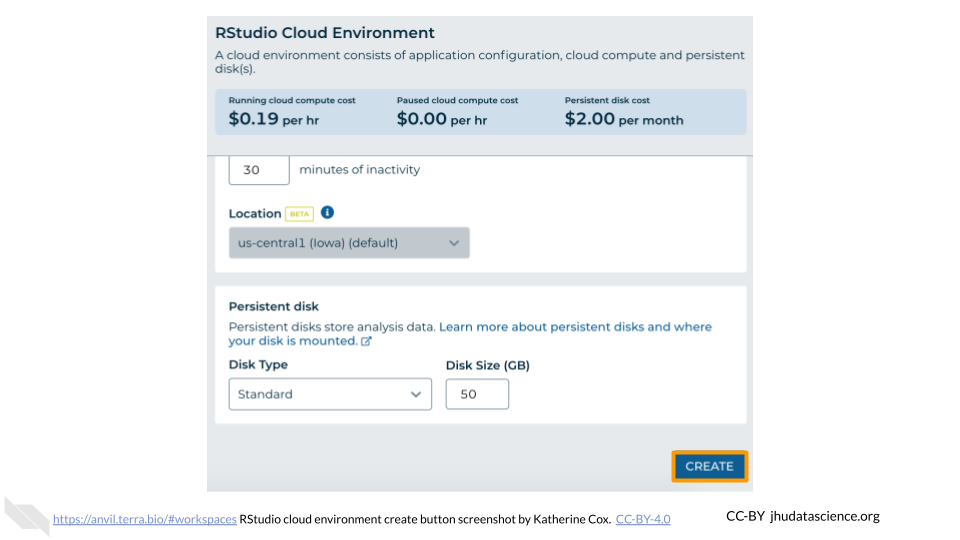 RStudio Cloud Environment
A cloud environment consists of application configuration, cloud compute and persistent
disk(s).
Running cloud compute cost
$0.19 per hr
Paused cloud compute cost
$0.00 per hr
Persistent disk cost
$2.00 per month
30 minutes of inactivity
Location BETA
us-central1 (Iowa) (default)
Persistent disk
Persistent disks store analysis data. Learn more about persistent disks and where
your disk is mounted.
Disk Type
Standard
Disk Size (GB)
50
CREATE
https://anvil.terra.bio/#workspaces RStudio cloud environment create button screenshot by Katherine Cox. CC-BY-4.0
CC-BY jhudatascience.org